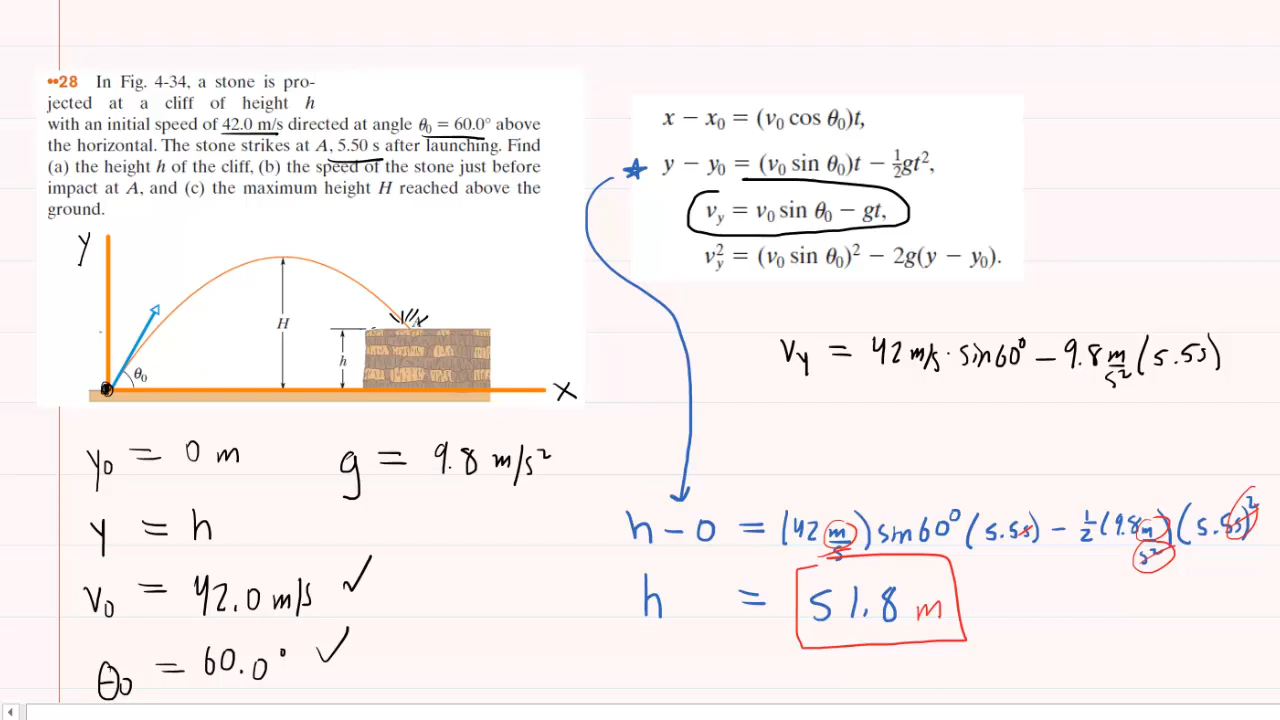 ••28 In Fig. 4-34, a stone is pro-
jected at a cliff of height h
with an initial speed of 42.0 m/s directed at angle θ₀ = 60.0° above
the horizontal. The stone strikes at A, 5.50 s after launching. Find
(a) the height h of the cliff, (b) the speed of the stone just before
impact at A, and (c) the maximum height H reached above the
ground.
x − x₀ = (v₀ cos θ₀)t,
y − y₀ = (v₀ sin θ₀)t − ½gt²,
v_y = v₀ sin θ₀ − gt,
v_y² = (v₀ sin θ₀)² − 2g(y − y₀).
Y
A
H
h
θ₀
X
v_y = 42 m/s · sin60° − 9.8 m/s² (5.5s)
y₀ = 0 m
g = 9.8 m/s²
y = h
v₀ = 42.0 m/s ✓
θ₀ = 60.0° ✓
h − 0 = (42 m/s) sin60° (5.5s) − ½ (9.8 m/s²) (5.5s)²
h = 51.8 m